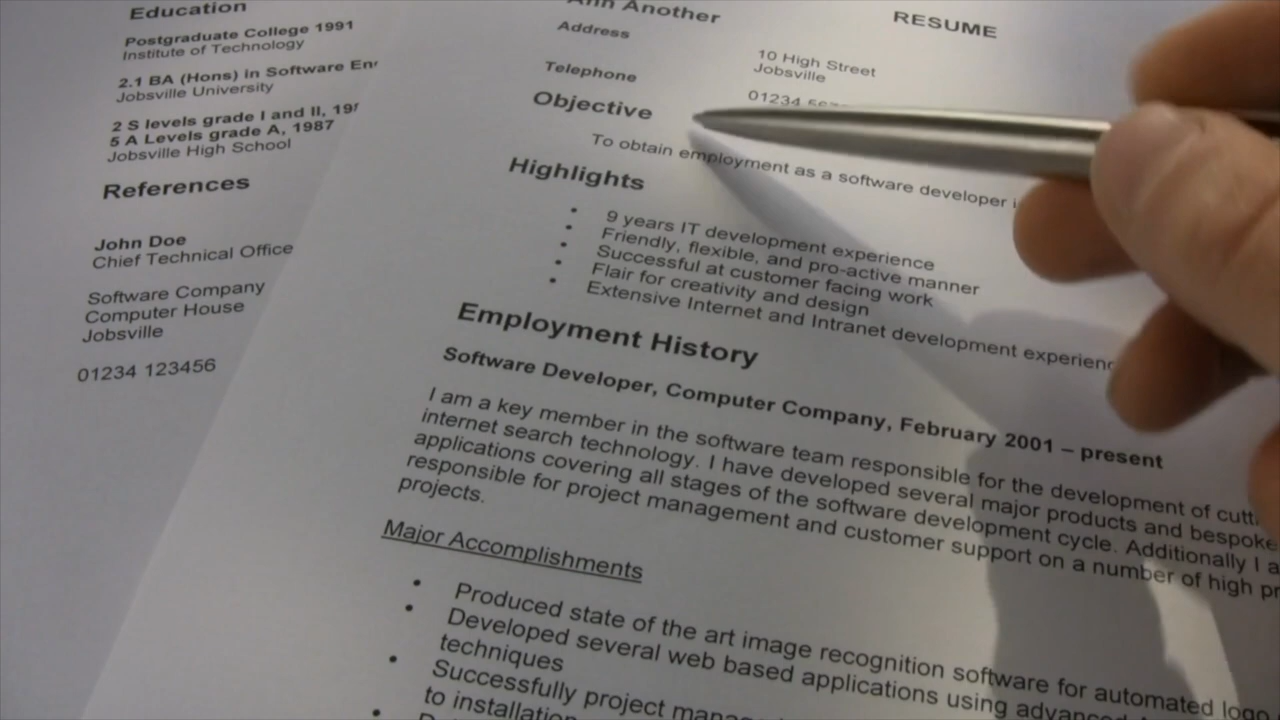 Education
Postgraduate College 1991
Institute of Technology
2.1 BA (Hons) in Software
Jobsville University
2 S levels grade I and II,
5 A Levels grade A, 1987
Jobsville High School
References
John Doe
Chief Technical Office
Software Company
Computer House
Jobsville
01234 123456
Ann Another
RESUME
Address
10 High Street
Jobsville
Telephone
01234
Objective
To obtain employment as a software developer
Highlights
• 9 years IT development experience
• Friendly, flexible, and pro-active manner
• Successful at customer facing work
• Flair for creativity and design
• Extensive Internet and Intranet development
Employment History
Software Developer, Computer Company, February 2001 – present
I am a key member in the software team responsible for the development of
internet search technology. I have developed several major products and bespoke
applications covering all stages of the software development cycle. Additionally I
responsible for project management and customer support on a number of high
projects.
Major Accomplishments
• Produced state of the art image recognition software for automated logo
• Developed several web based applications using
techniques
• Successfully project
to installation